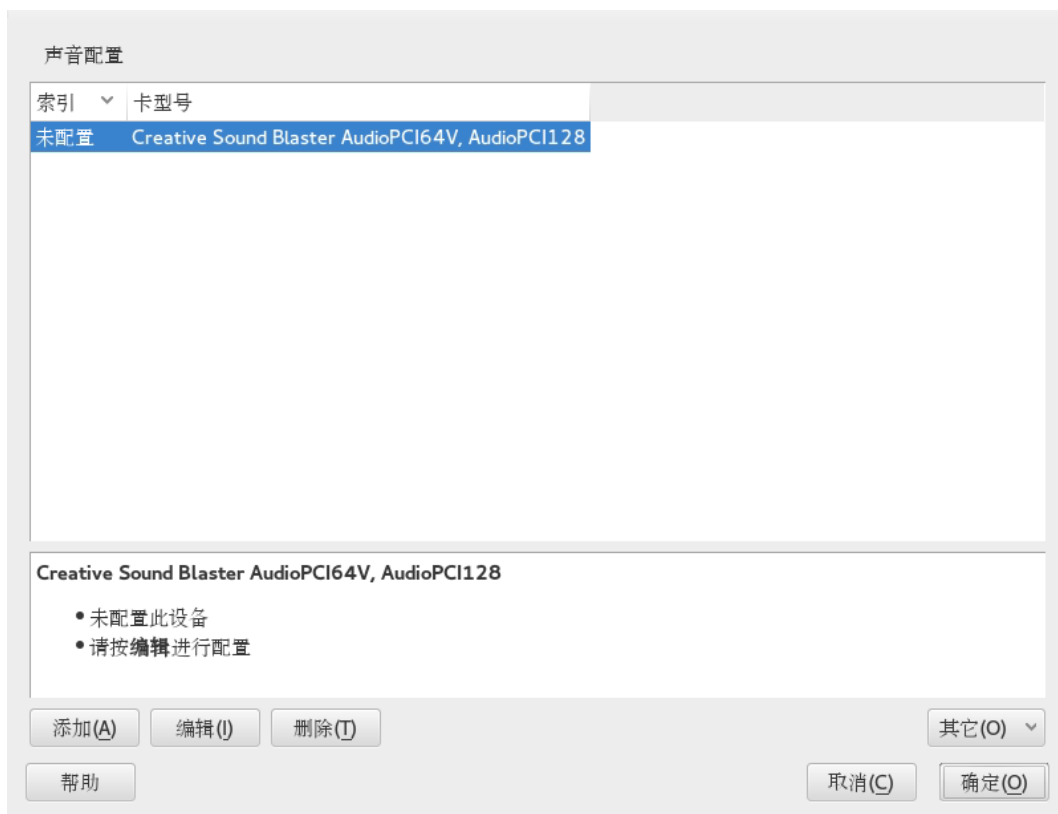 声音配置
索引 卡型号
未配置 Creative Sound Blaster AudioPCI64V, AudioPCI128
Creative Sound Blaster AudioPCI64V, AudioPCI128
• 未配置此设备
• 请按编辑进行配置
添加(A) 编辑(I) 删除(T) 其它(O)
帮助 取消(C) 确定(O)